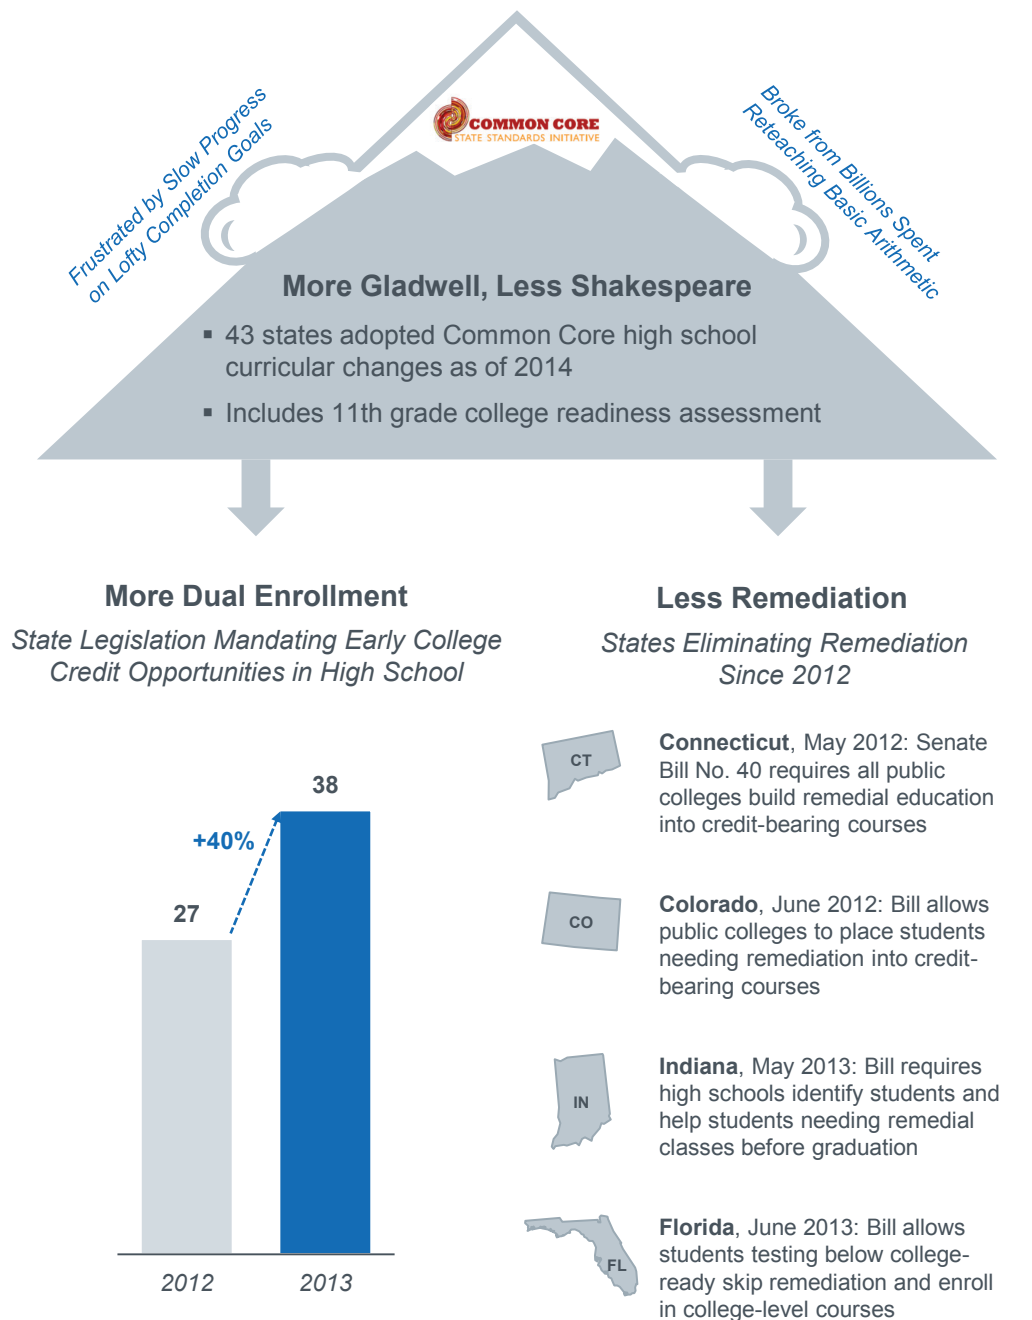 COMMON CORE
STATE STANDARDS INITIATIVE
Frustrated by Slow Progress
on Lofty Completion Goals
Broke from Billions Spent
Reteaching Basic Arithmetic
More Gladwell, Less Shakespeare
▪ 43 states adopted Common Core high school
curricular changes as of 2014
▪ Includes 11th grade college readiness assessment
More Dual Enrollment
State Legislation Mandating Early College
Credit Opportunities in High School
38
+40%
27
2012
2013
Less Remediation
States Eliminating Remediation
Since 2012
CT
Connecticut, May 2012: Senate
Bill No. 40 requires all public
colleges build remedial education
into credit-bearing courses
CO
Colorado, June 2012: Bill allows
public colleges to place students
needing remediation into credit-
bearing courses
IN
Indiana, May 2013: Bill requires
high schools identify students and
help students needing remedial
classes before graduation
FL
Florida, June 2013: Bill allows
students testing below college-
ready skip remediation and enroll
in college-level courses